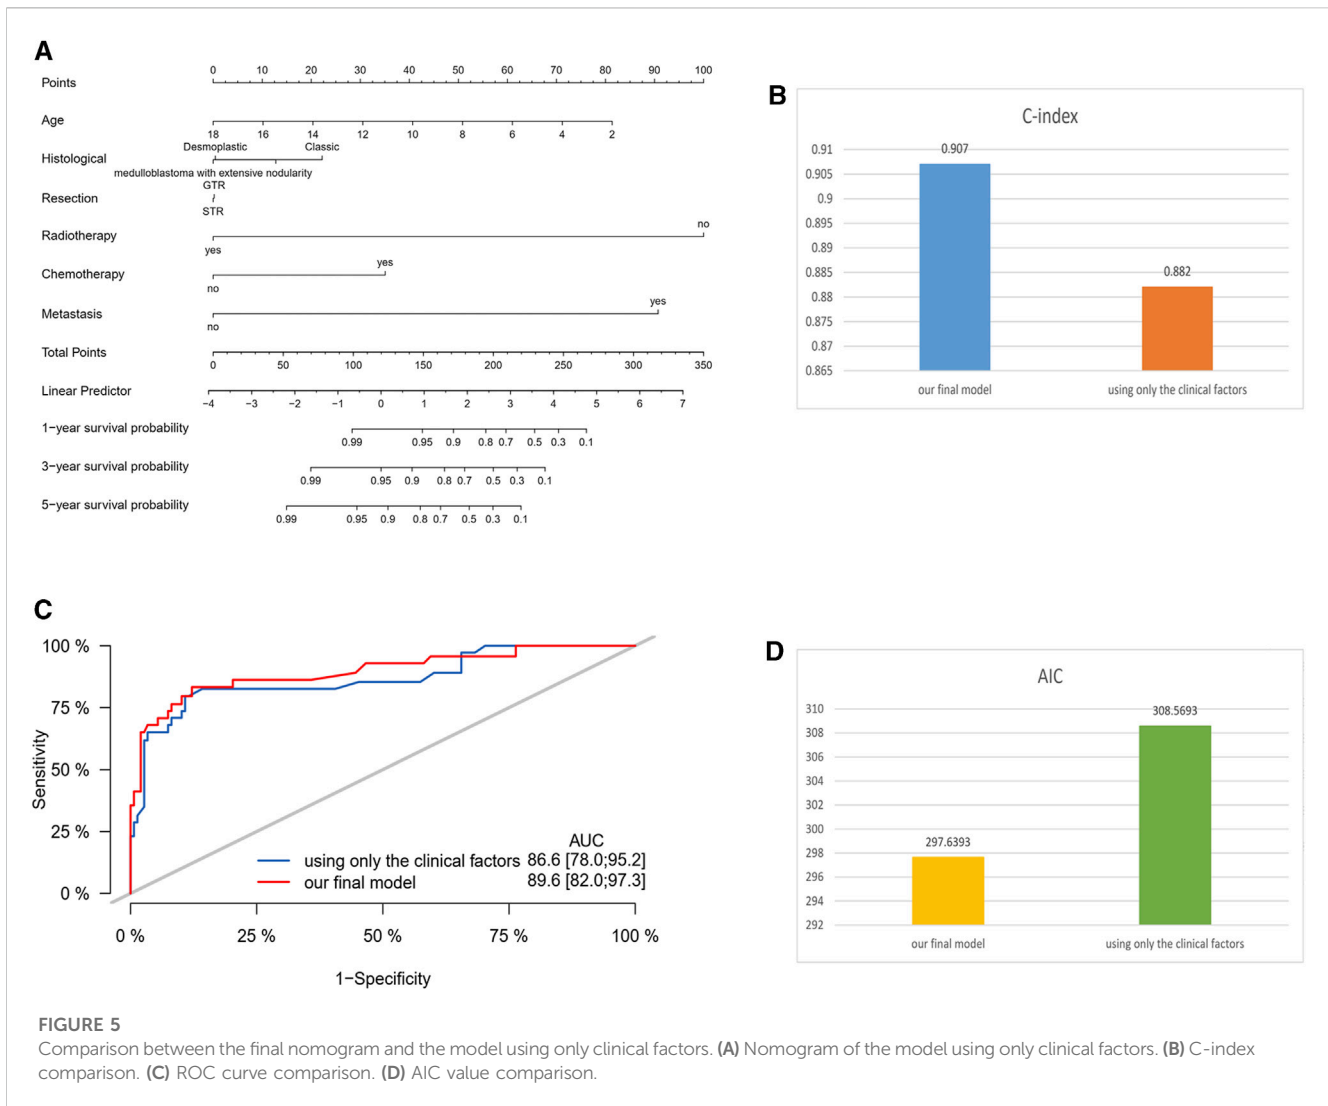 A
Points
0 10 20 30 40 50 60 70 80 90 100
Age
18 16 14 12 10 8 6 4 2
Desmoplastic Classic
Histological
medulloblastoma with extensive nodularity
GTR
Resection
STR
no
Radiotherapy
yes
yes
Chemotherapy
no
yes
Metastasis
no
Total Points
0 50 100 150 200 250 300 350
Linear Predictor
−4 −3 −2 −1 0 1 2 3 4 5 6 7
1−year survival probability
0.99 0.95 0.9 0.8 0.7 0.5 0.3 0.1
3−year survival probability
0.99 0.95 0.9 0.8 0.7 0.5 0.3 0.1
5−year survival probability
0.99 0.95 0.9 0.8 0.7 0.5 0.3 0.1
B
C-index
0.91
0.905
0.9
0.895
0.89
0.885
0.88
0.875
0.87
0.865
0.907
0.882
our final model using only the clinical factors
C
Sensitivity
100 %
75 %
50 %
25 %
0 %
AUC
using only the clinical factors 86.6 [78.0;95.2]
our final model 89.6 [82.0;97.3]
0 % 25 % 50 % 75 % 100 %
1−Specificity
D
AIC
310
308
306
304
302
300
298
296
294
292
297.6393
308.5693
our final model using only the clinical factors
FIGURE 5
Comparison between the final nomogram and the model using only clinical factors. (A) Nomogram of the model using only clinical factors. (B) C-index
comparison. (C) ROC curve comparison. (D) AIC value comparison.